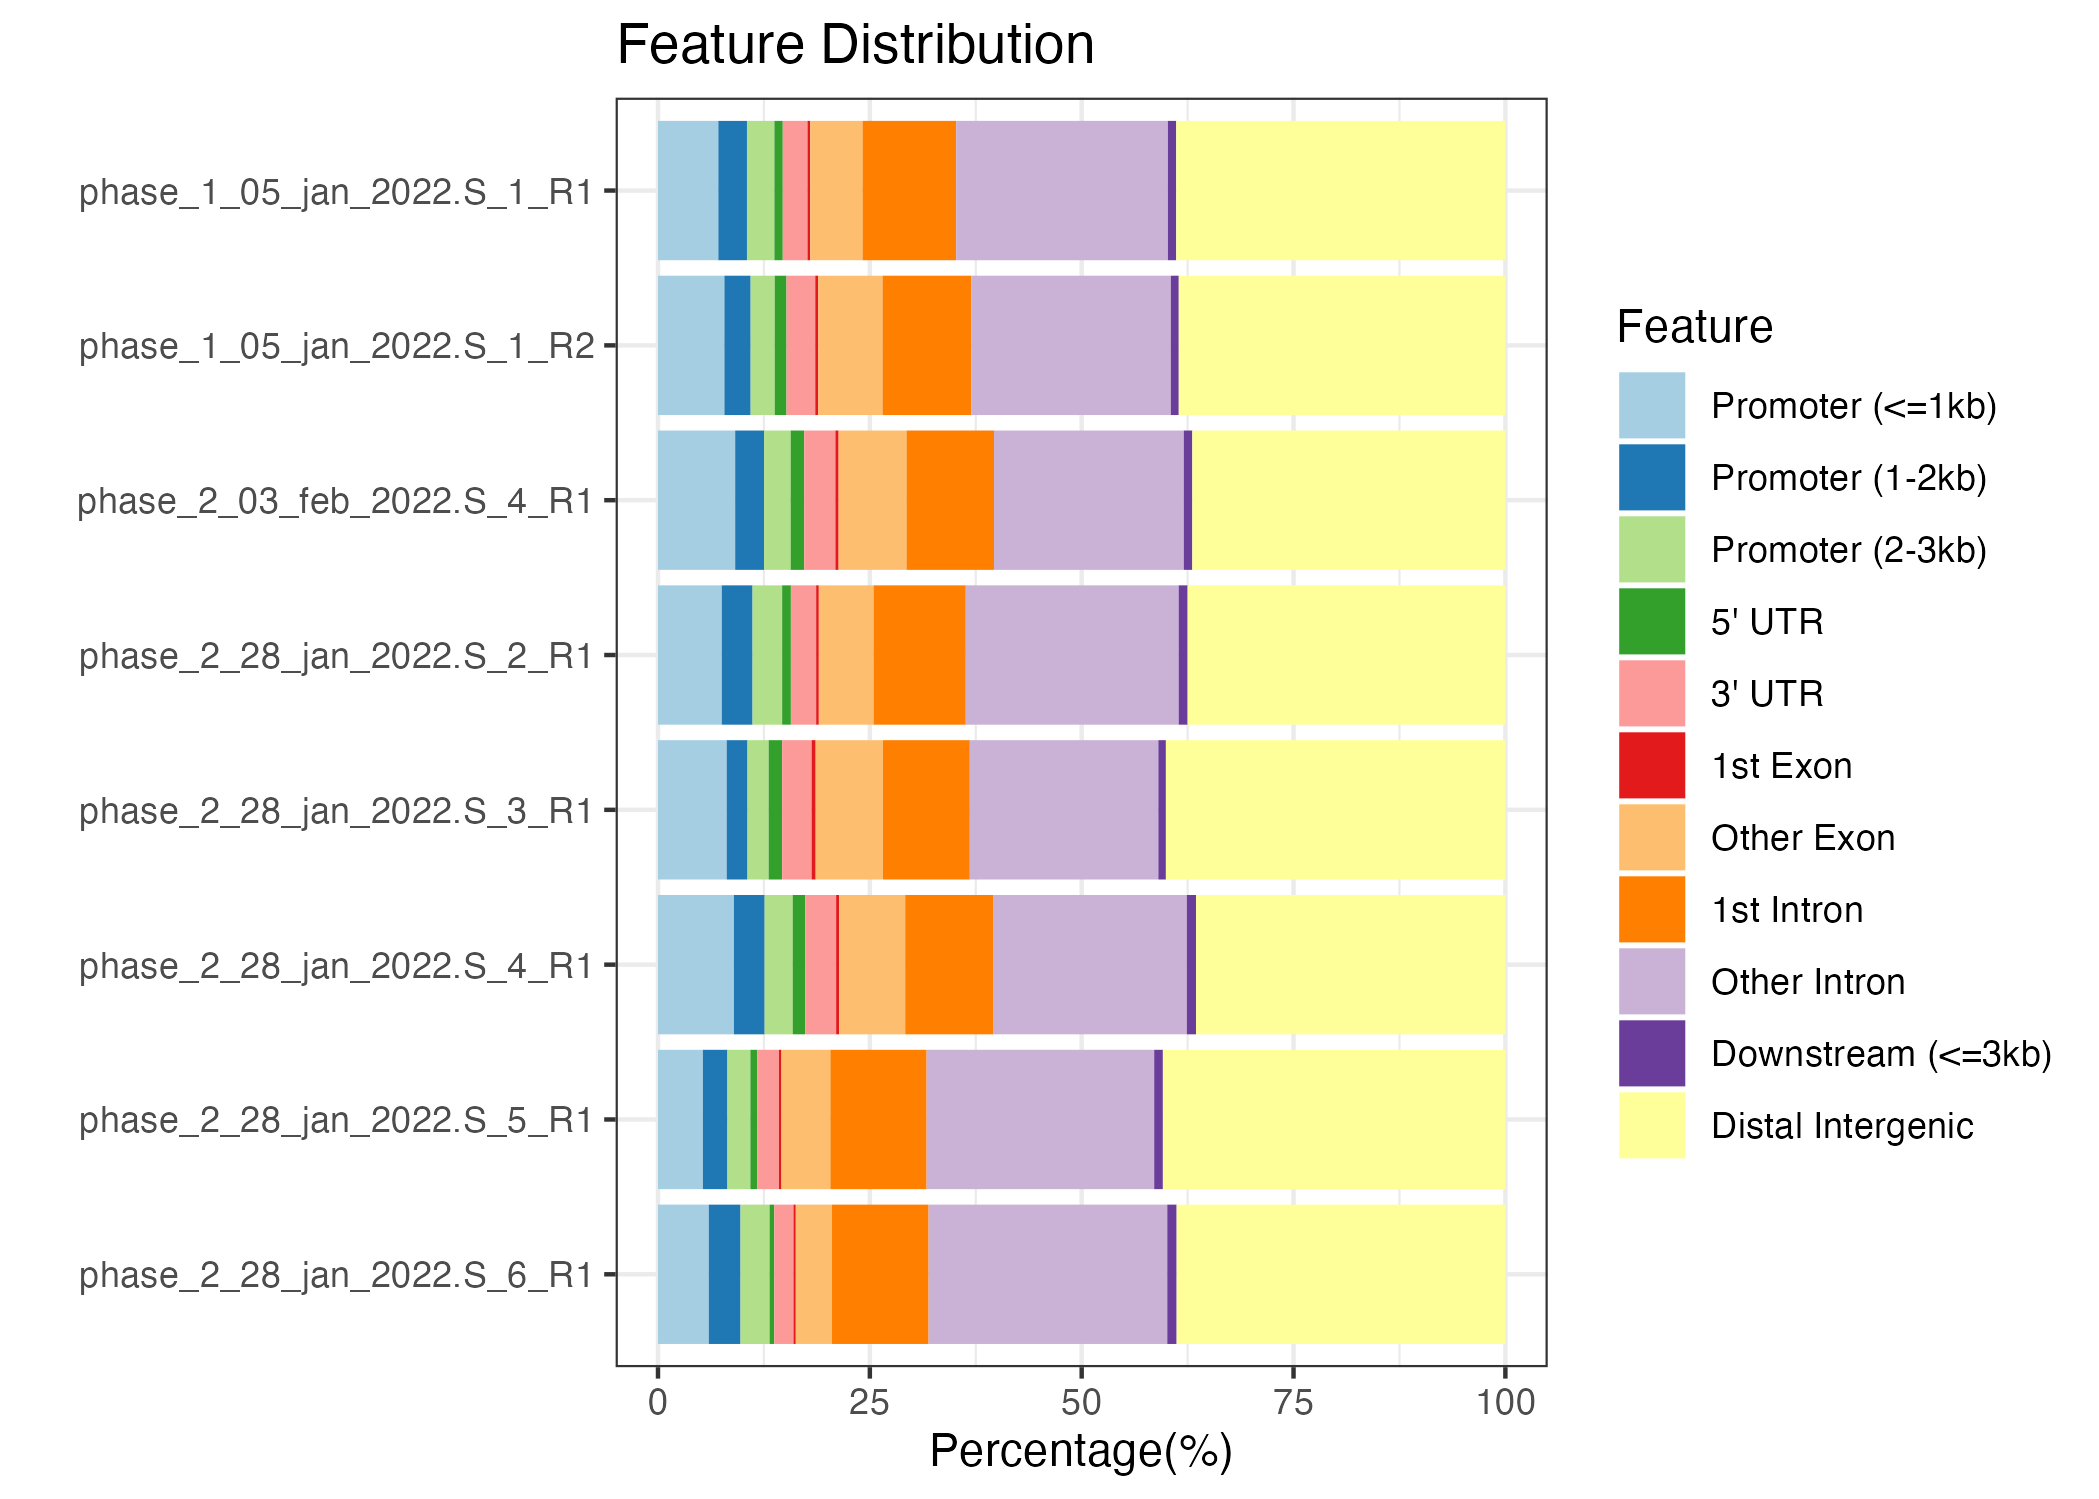 Feature Distribution
phase_1_05_jan_2022.S_1_R1
phase_1_05_jan_2022.S_1_R2
phase_2_03_feb_2022.S_4_R1
phase_2_28_jan_2022.S_2_R1
phase_2_28_jan_2022.S_3_R1
phase_2_28_jan_2022.S_4_R1
phase_2_28_jan_2022.S_5_R1
phase_2_28_jan_2022.S_6_R1
0 25 50 75 100
Percentage(%)
Feature
Promoter (<=1kb)
Promoter (1-2kb)
Promoter (2-3kb)
5' UTR
3' UTR
1st Exon
Other Exon
1st Intron
Other Intron
Downstream (<=3kb)
Distal Intergenic